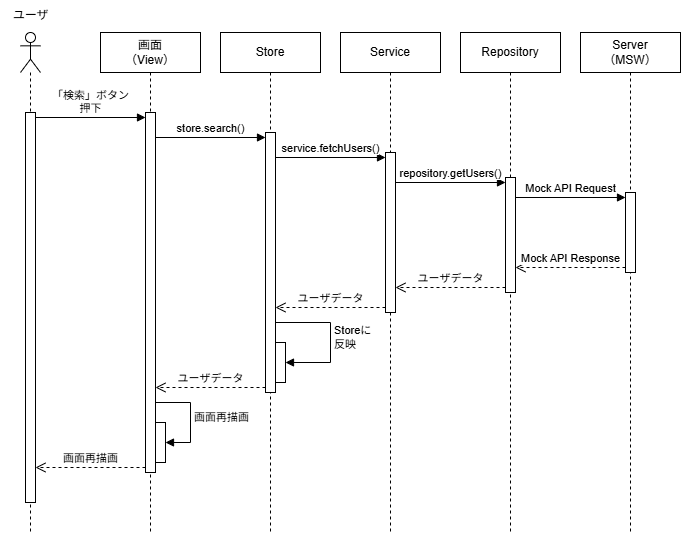 ユーザ
画面
（View）
Store
Service
Repository
Server
（MSW）
「検索」ボタン
押下
store.search()
service.fetchUsers()
repository.getUsers()
Mock API Request
Mock API Response
ユーザデータ
ユーザデータ
Storeに
反映
ユーザデータ
画面再描画
画面再描画